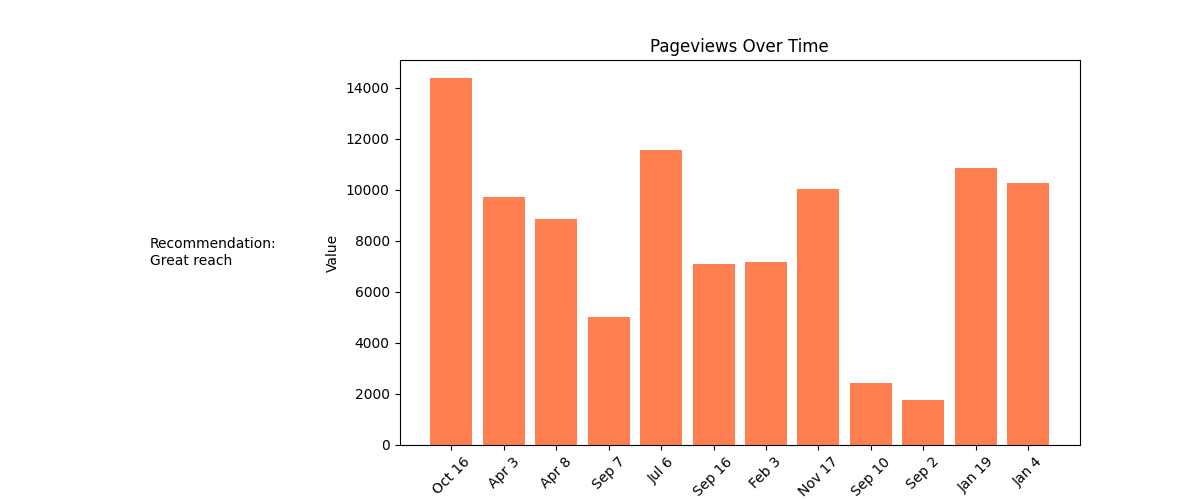 Pageviews Over Time
Recommendation:
Great reach
Value
14000
12000
10000
8000
6000
4000
2000
0
Oct 16
Apr 3
Apr 8
Sep 7
Jul 6
Sep 16
Feb 3
Nov 17
Sep 10
Sep 2
Jan 19
Jan 4